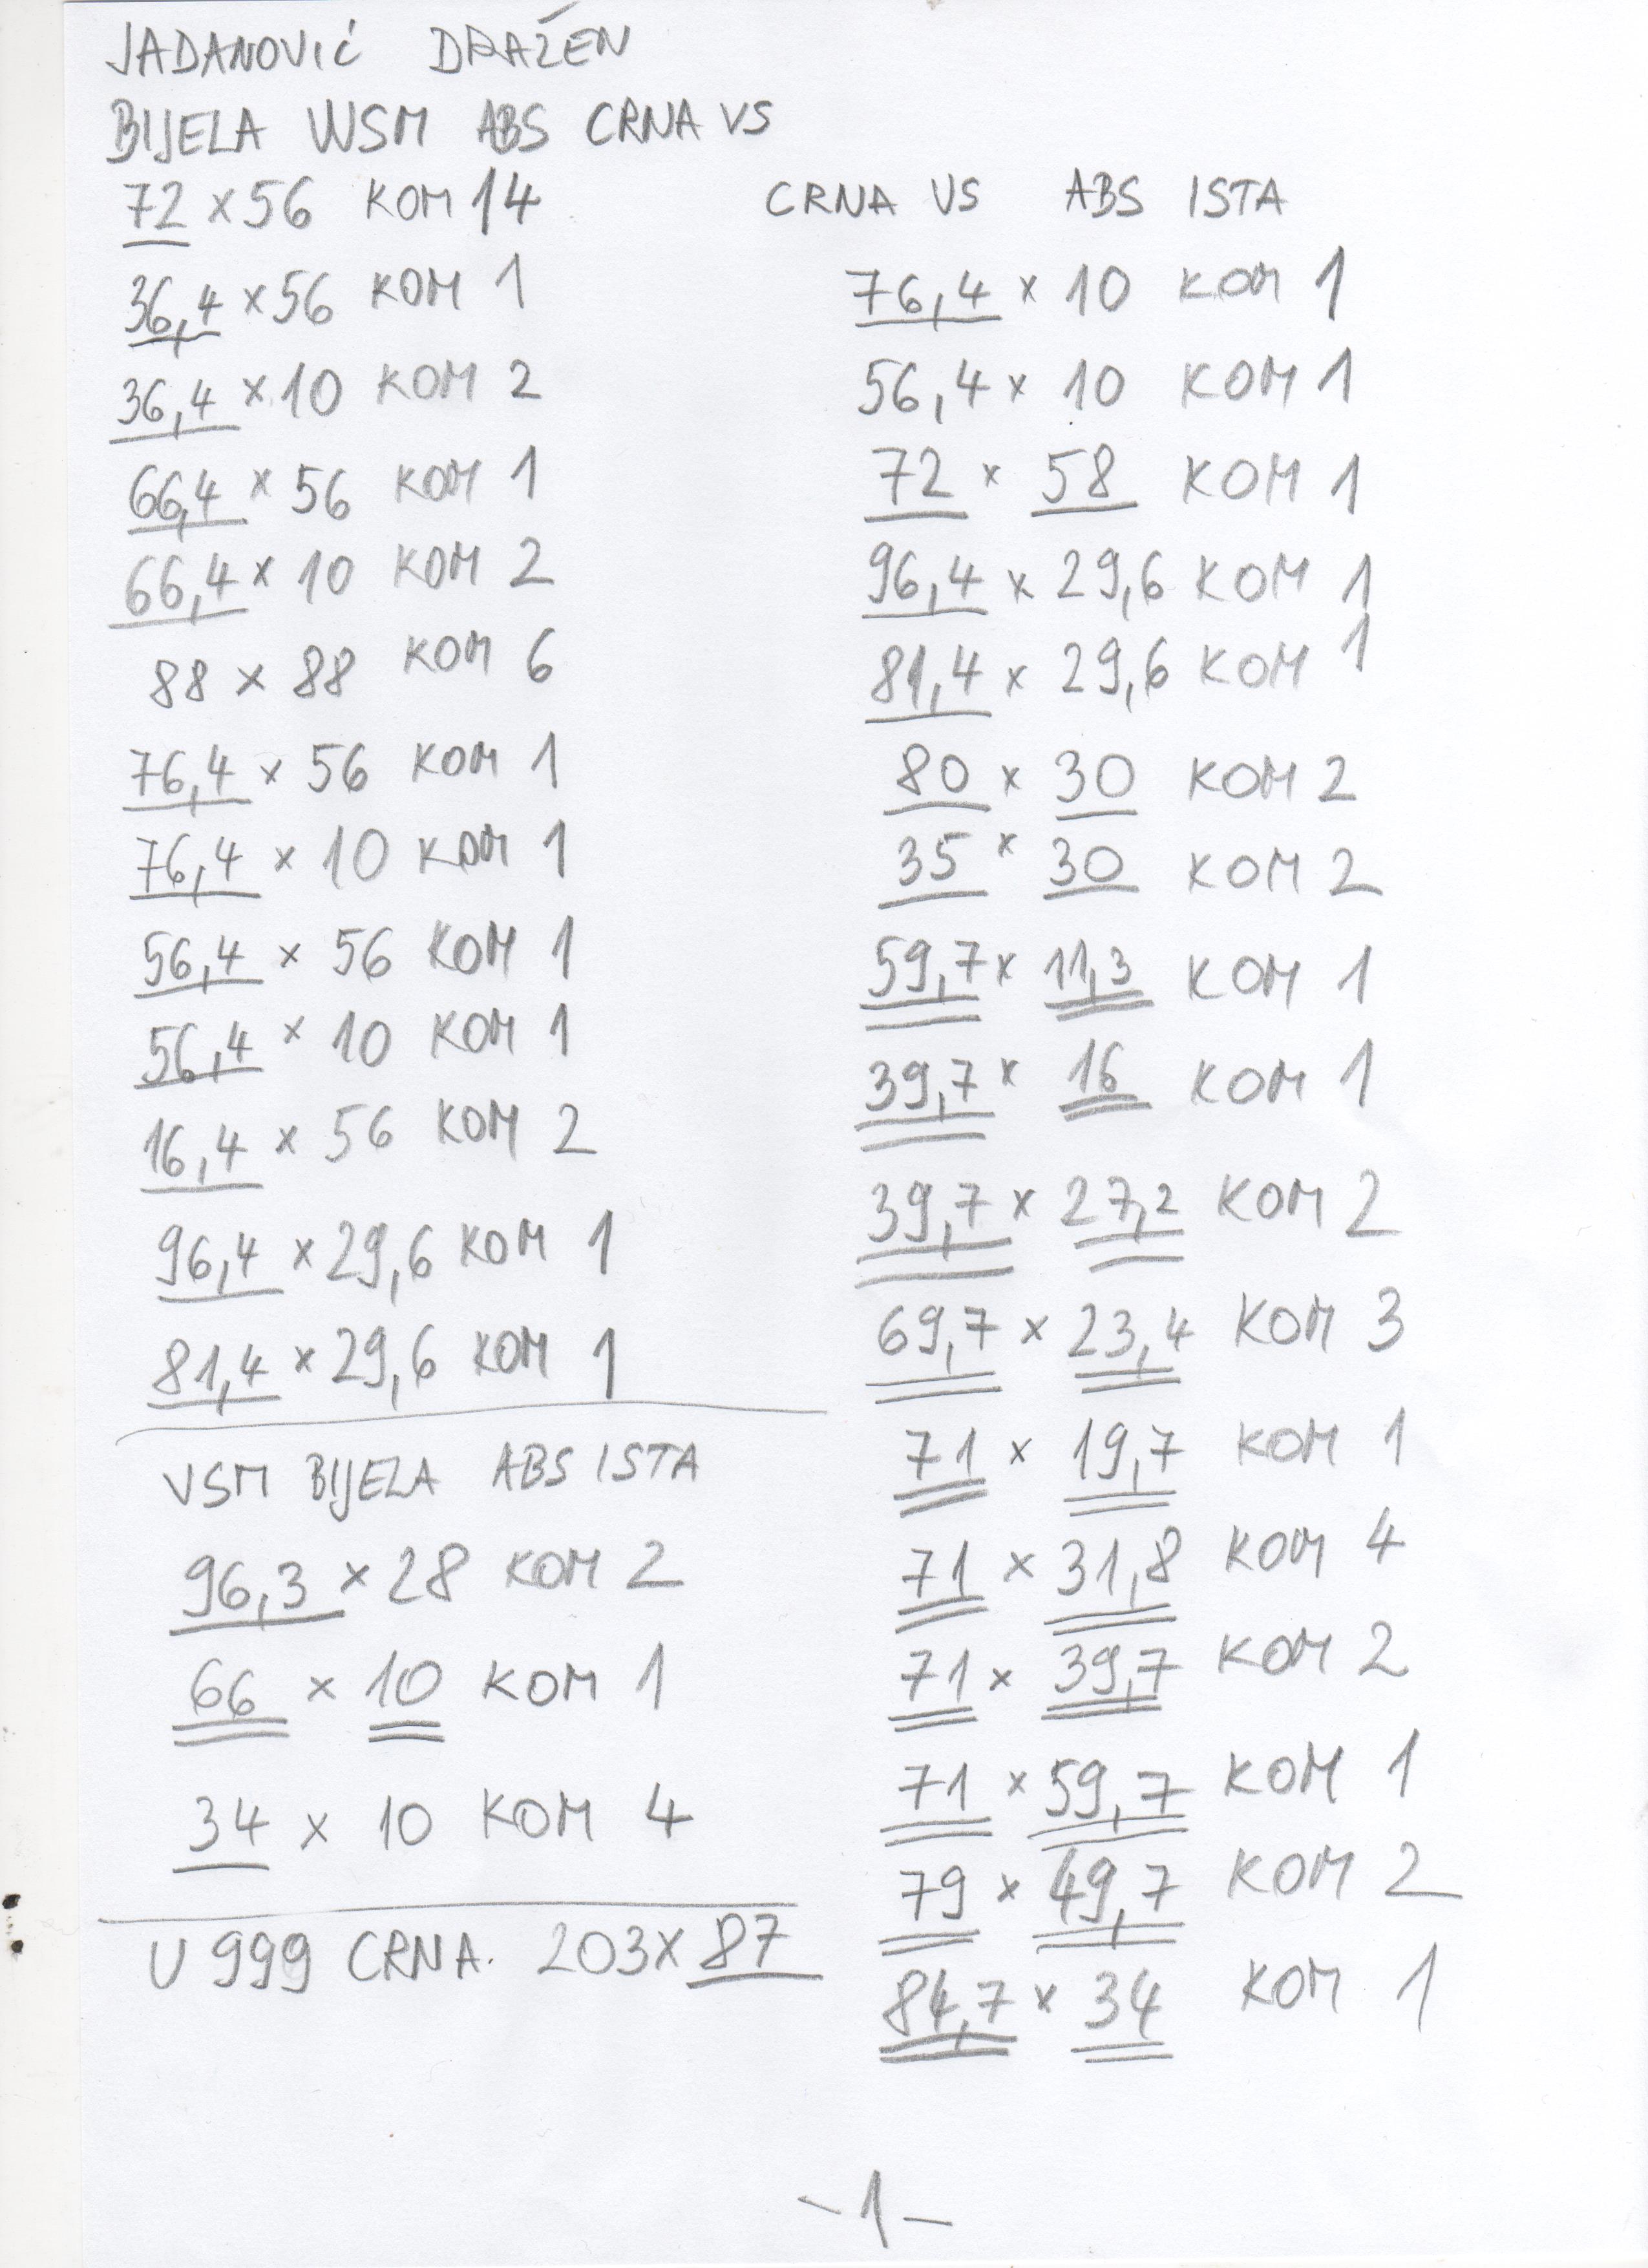 JADANOVIĆ DRAŽEN
BIJELA WSM ABS CRNA VS
72 x 56 KOM 14
36,4 x 56 KOM 1
36,4 x 10 KOM 2
66,4 x 56 KOM 1
66,4 x 10 KOM 2
88 x 88 KOM 6
76,4 x 56 KOM 1
76,4 x 10 KOM 1
56,4 x 56 KOM 1
56,4 x 10 KOM 1
16,4 x 56 KOM 2
96,4 x 29,6 KOM 1
81,4 x 29,6 KOM 1
VSM BIJELA ABS ISTA
96,3 x 28 KOM 2
66 x 10 KOM 1
34 x 10 KOM 4
U 999 CRNA. 203 x 87
CRNA VS ABS ISTA
76,4 x 10 KOM 1
56,4 x 10 KOM 1
72 x 58 KOM 1
96,4 x 29,6 KOM 1
81,4 x 29,6 KOM 1
80 x 30 KOM 2
35 x 30 KOM 2
59,7 x 11,3 KOM 1
39,7 x 16 KOM 1
39,7 x 27,2 KOM 2
69,7 x 23,4 KOM 3
71 x 19,7 KOM 1
71 x 31,8 KOM 4
71 x 39,7 KOM 2
71 x 59,7 KOM 1
79 x 49,7 KOM 2
84,7 x 34 KOM 1
-1-